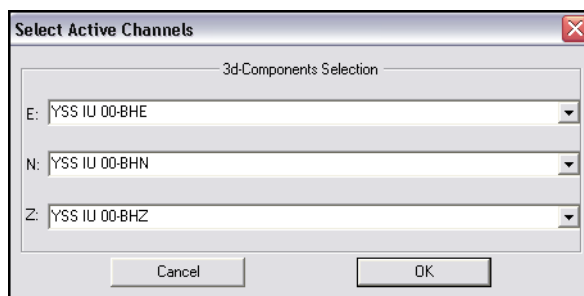 Select Active Channels
3d-Components Selection
E: YSS IU 00-BHE
N: YSS IU 00-BHN
Z: YSS IU 00-BHZ
Cancel OK